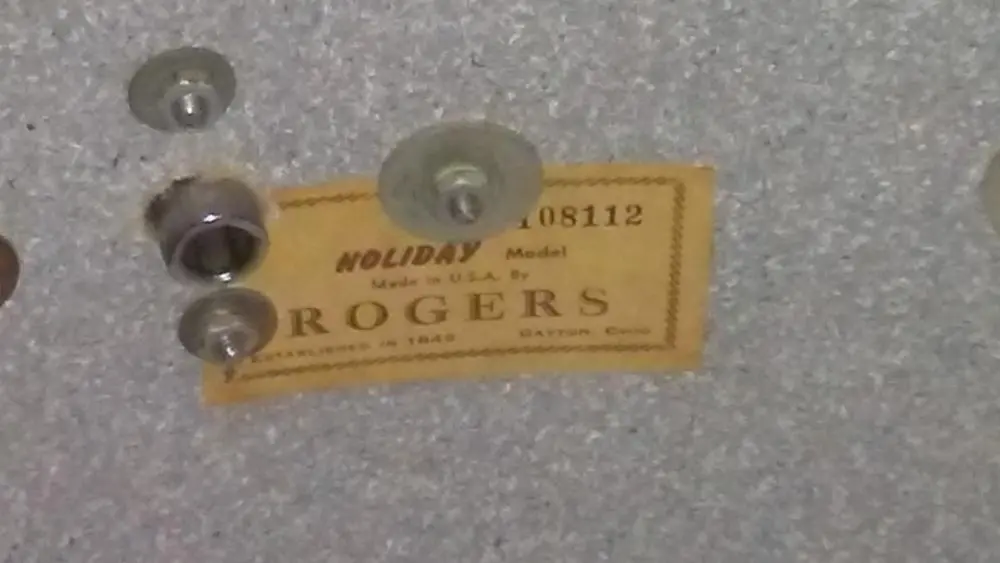 108112
HOLIDAY Model
Made in U.S.A. By
ROGERS
ESTABLISHED IN 1849 DAYTON, OHIO